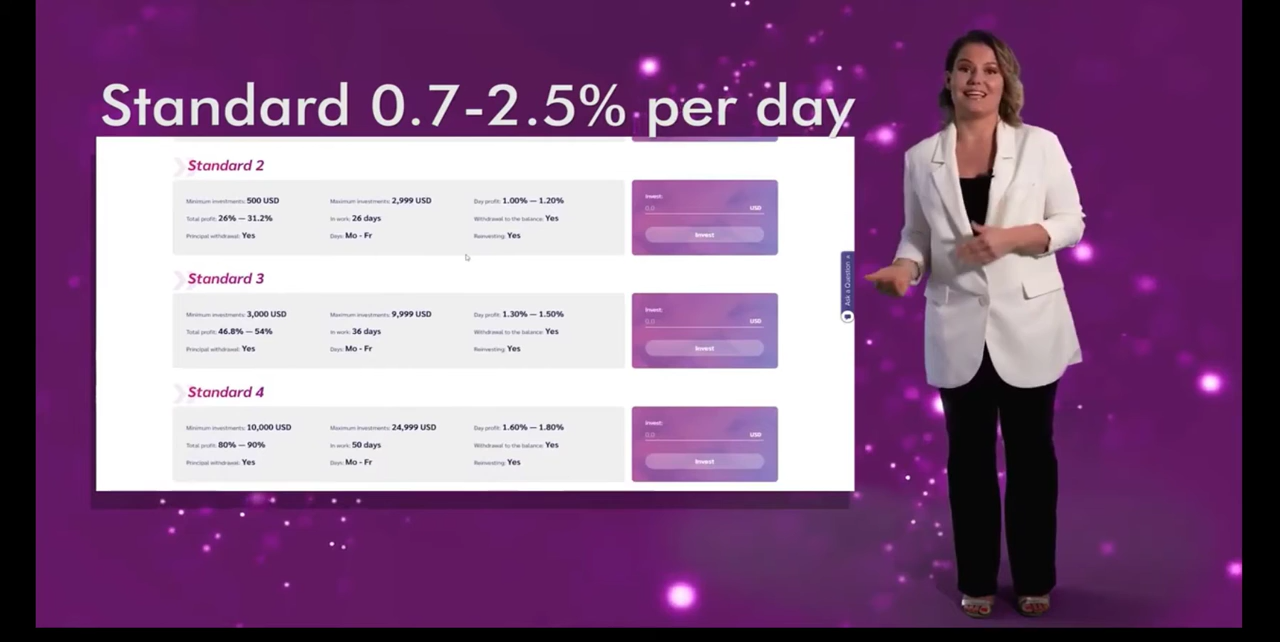 Standard 0.7-2.5% per day
Standard 2
Minimum investments: 500 USD Maximum investments: 2,999 USD Day profit: 1.00% — 1.20%
Total profit: 26% — 31.2% In work: 26 days Withdrawal to the balance: Yes
Principal withdrawal: Yes Days: Mo - Fr Reinvesting: Yes
Invest:
0.0 USD
Invest
Standard 3
Minimum investments: 3,000 USD Maximum investments: 9,999 USD Day profit: 1.30% — 1.50%
Total profit: 46.8% — 54% In work: 36 days Withdrawal to the balance: Yes
Principal withdrawal: Yes Days: Mo - Fr Reinvesting: Yes
Invest:
0.0 USD
Invest
Ask a Question
Standard 4
Minimum investments: 10,000 USD Maximum investments: 24,999 USD Day profit: 1.60% — 1.80%
Total profit: 80% — 90% In work: 50 days Withdrawal to the balance: Yes
Principal withdrawal: Yes Days: Mo - Fr Reinvesting: Yes
Invest:
0.0 USD
Invest